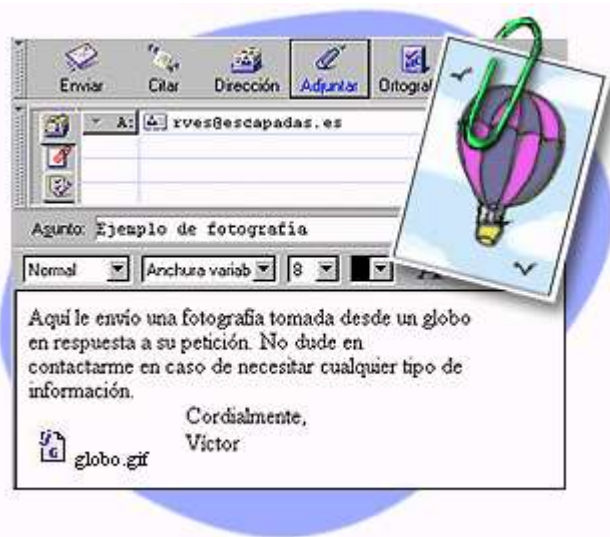 Enviar Citar Dirección Adjuntar Ortograf
A: rves@escapadas.es
Asunto: Ejemplo de fotografía
Normal Anchura variab 8
Aquí le envío una fotografía tomada desde un globo
en respuesta a su petición. No dude en
contactarme en caso de necesitar cualquier tipo de
información.
Cordialmente,
Víctor
globo.gif